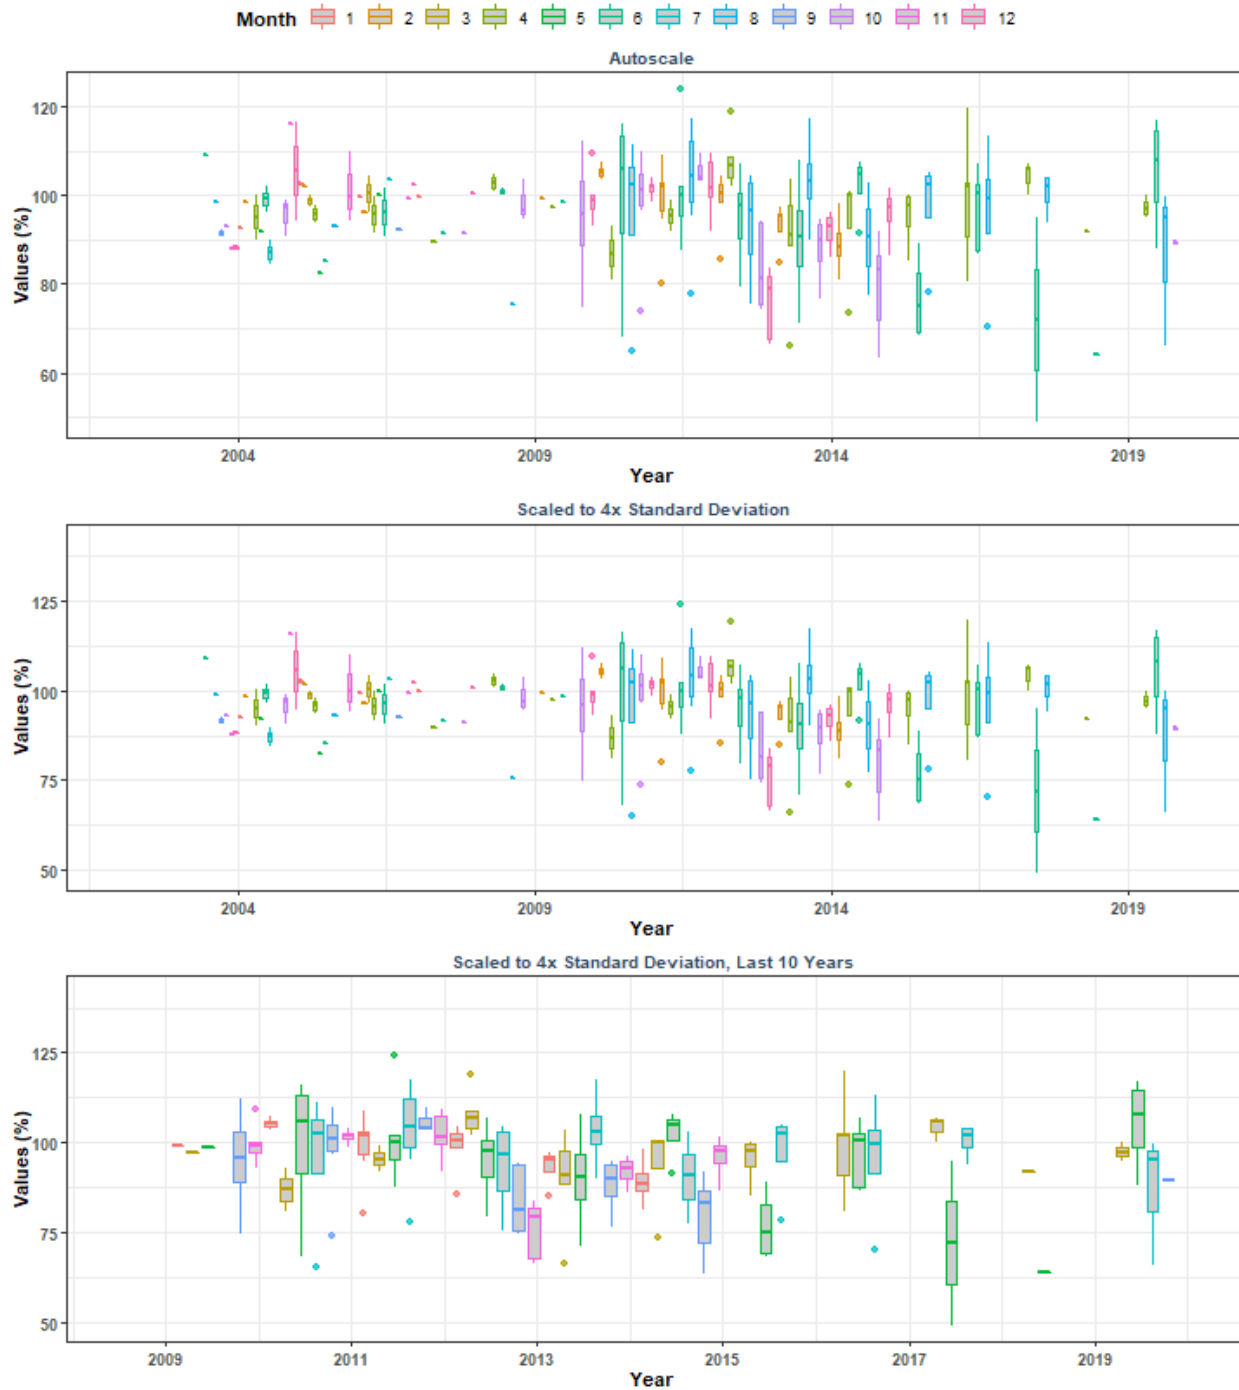 Month 1 2 3 4 5 6 7 8 9 10 11 12
Autoscale
120
100
80
60
Values (%)
2004 2009 2014 2019
Year
Scaled to 4x Standard Deviation
125
100
75
50
Values (%)
2004 2009 2014 2019
Year
Scaled to 4x Standard Deviation, Last 10 Years
125
100
75
50
Values (%)
2009 2011 2013 2015 2017 2019
Year